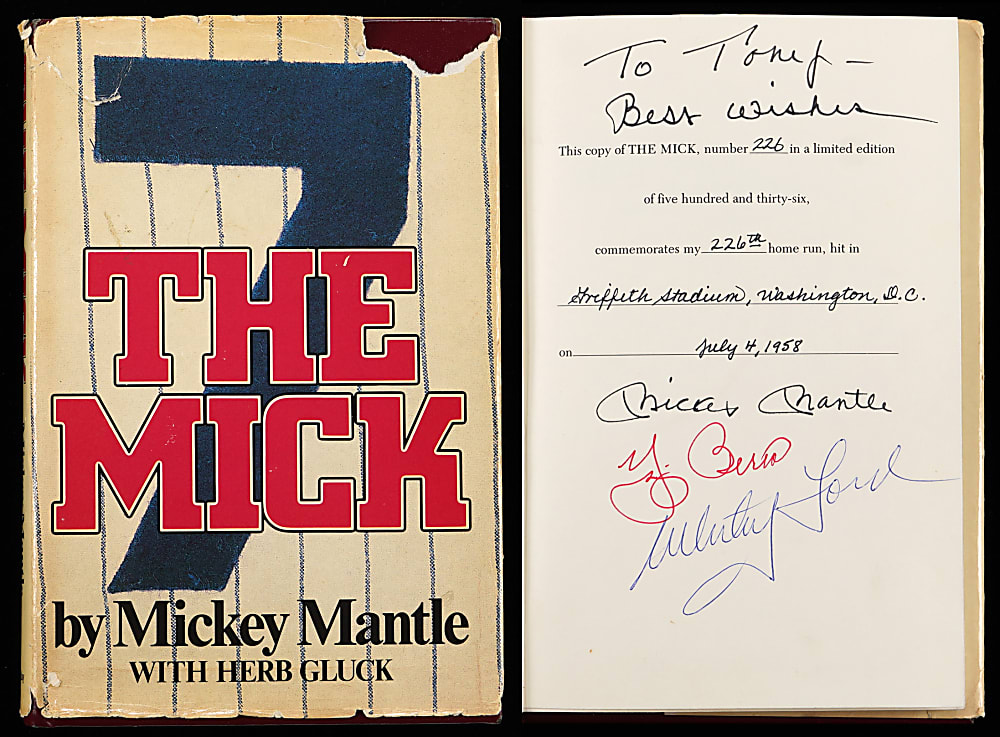 7
THE
MICK
by Mickey Mantle
WITH HERB GLUCK
To Tony -
Best wishes
This copy of THE MICK, number 226 in a limited edition
of five hundred and thirty-six,
commemorates my 226th home run, hit in
Griffith Stadium, Washington, D.C.
on July 4, 1958
Mickey Mantle
Yogi Berra
Whitey Ford